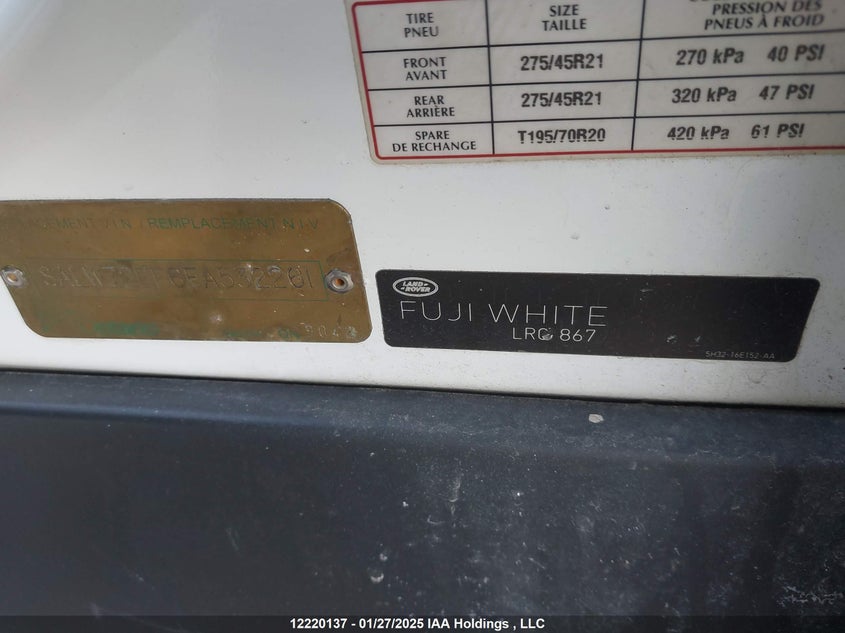 PRESSION DES
PNEUS À FROID
TIRE
PNEU
SIZE
TAILLE
FRONT
AVANT
275/45R21
270 kPa 40 PSI
REAR
ARRIÈRE
275/45R21
320 kPa 47 PSI
SPARE
DE RECHANGE
T195/70R20
420 kPa 61 PSI
REMPLACEMENT N.I.V
LAND
ROVER
FUJI WHITE
LRC 867
5H32-16E152-AA
12220137 - 01/27/2025 IAA Holdings , LLC